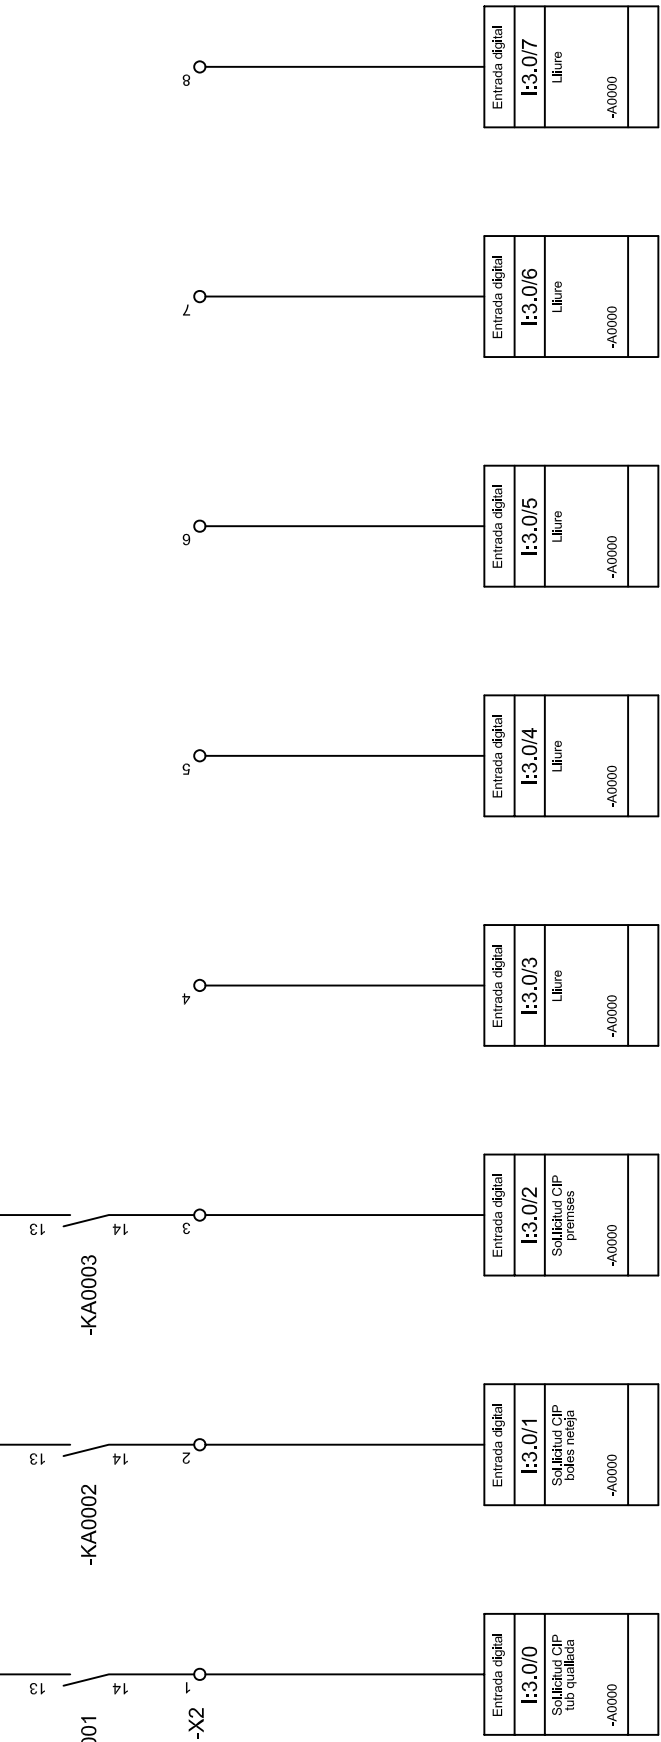 8
Entrada digital
I:3.0/7
Lliure
-A0000
7
Entrada digital
I:3.0/6
Lliure
-A0000
6
Entrada digital
I:3.0/5
Lliure
-A0000
5
Entrada digital
I:3.0/4
Lliure
-A0000
4
Entrada digital
I:3.0/3
Lliure
-A0000
13
14
-KA0003
3
Entrada digital
I:3.0/2
Sol.licitud CIP
premses
-A0000
13
14
-KA0002
2
Entrada digital
I:3.0/1
Sol.licitud CIP
boles neteja
-A0000
13
14
001
1
-X2
Entrada digital
I:3.0/0
Sol.licitud CIP
tub quallada
-A0000